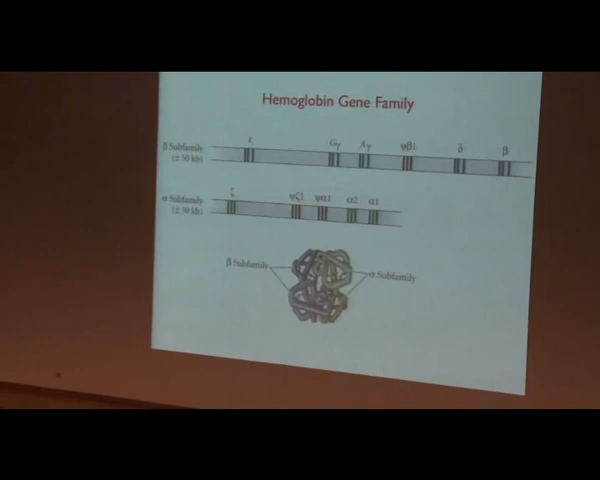 Hemoglobin Gene Family
ε Gγ Aγ ψβ1 δ β
β Subfamily
(± 50 kb)
ζ ψζ1 ψα1 α2 α1
α Subfamily
(± 30 kb)
β Subfamily
α Subfamily